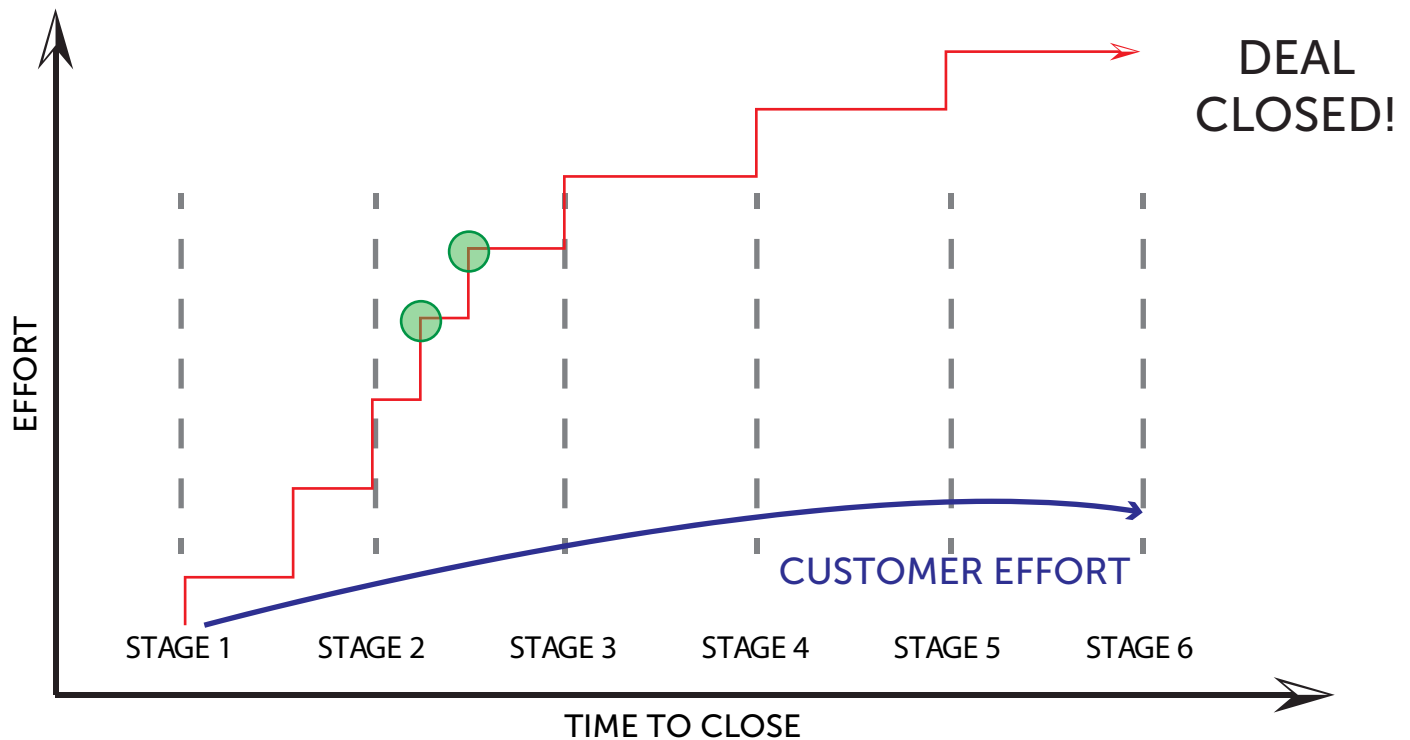 DEAL
CLOSED!
EFFORT
CUSTOMER EFFORT
STAGE 1 STAGE 2 STAGE 3 STAGE 4 STAGE 5 STAGE 6
TIME TO CLOSE